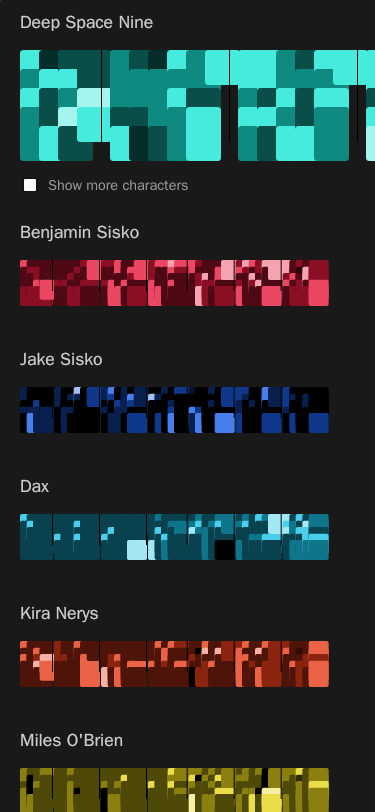 Deep Space Nine
Show more characters
Benjamin Sisko
Jake Sisko
Dax
Kira Nerys
Miles O'Brien